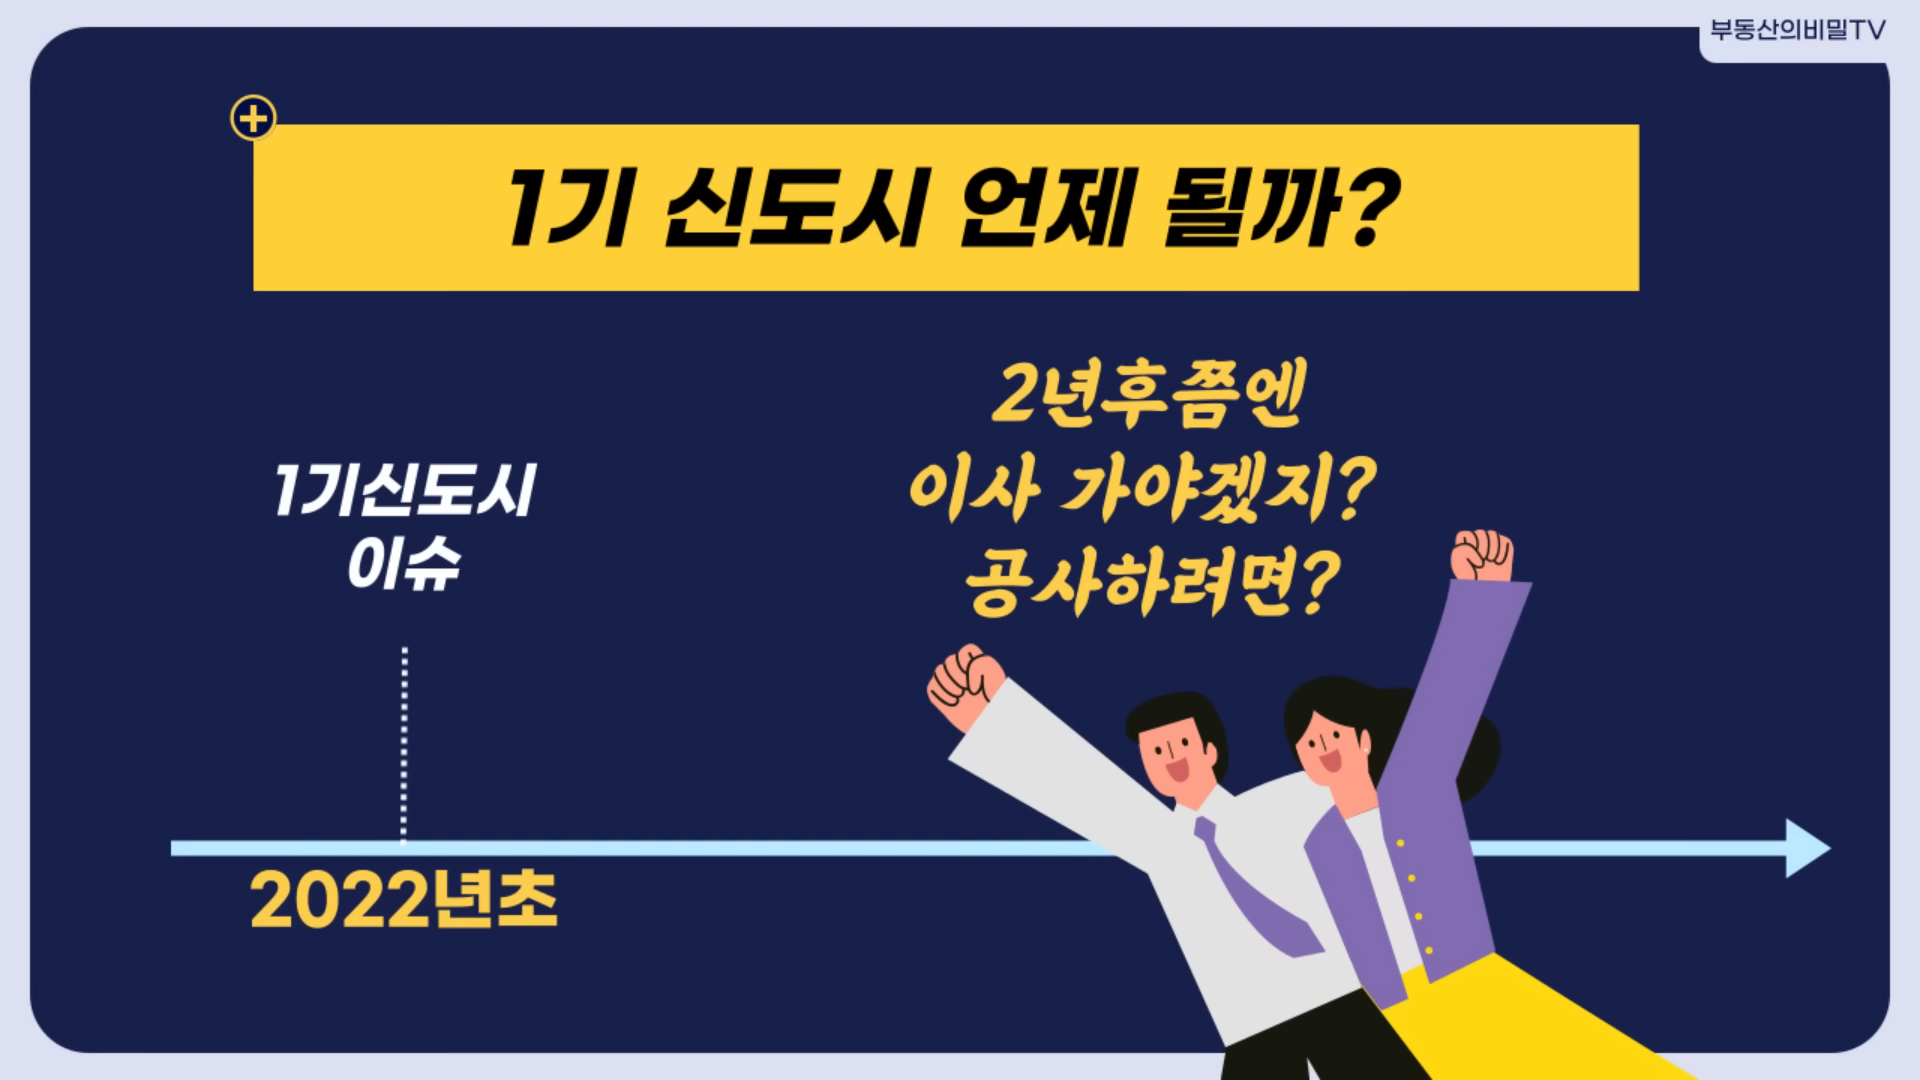 부동산의비밀TV
1기 신도시 언제 될까?
2년후쯤엔
이사 가야겠지?
공사하려면?
1기신도시
이슈
2022년초